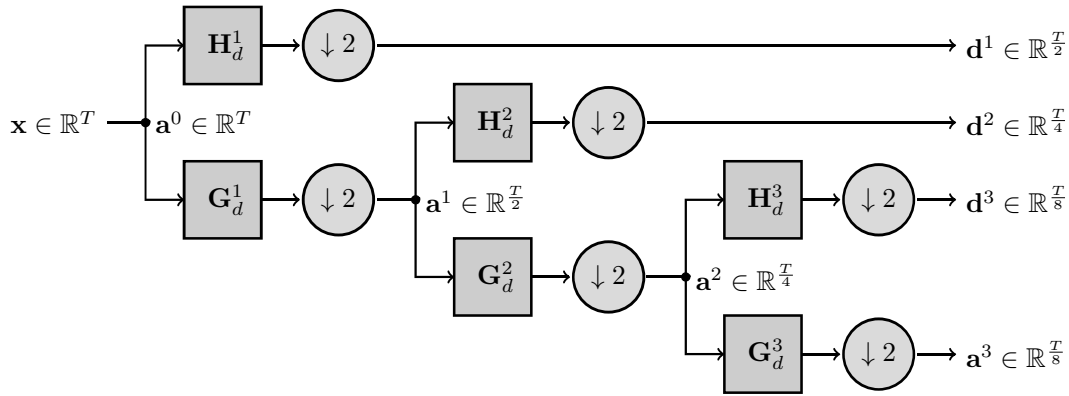 H_d^1 ↓ 2 d^1 ∈ ℝ^{T/2}
x ∈ ℝ^T a^0 ∈ ℝ^T H_d^2 ↓ 2 d^2 ∈ ℝ^{T/4}
G_d^1 ↓ 2 a^1 ∈ ℝ^{T/2} H_d^3 ↓ 2 d^3 ∈ ℝ^{T/8}
G_d^2 ↓ 2 a^2 ∈ ℝ^{T/4}
G_d^3 ↓ 2 a^3 ∈ ℝ^{T/8}